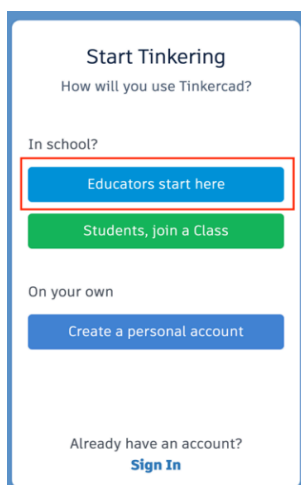 Start Tinkering
How will you use Tinkercad?
In school?
Educators start here
Students, join a Class
On your own
Create a personal account
Already have an account?
Sign In